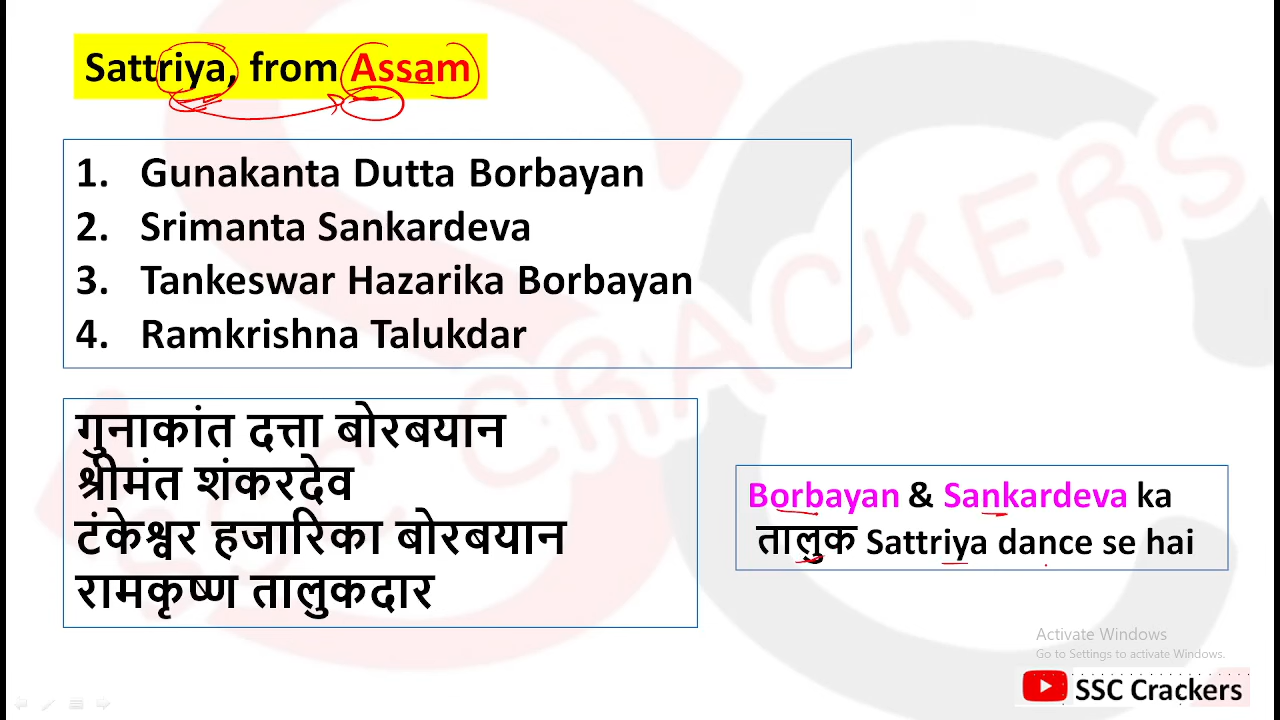 Sattriya, from Assam
1. Gunakanta Dutta Borbayan
2. Srimanta Sankardeva
3. Tankeswar Hazarika Borbayan
4. Ramkrishna Talukdar
गुनाकांत दत्ता बोरबयान
श्रीमंत शंकरदेव
टंकेश्वर हजारिका बोरबयान
रामकृष्ण तालुकदार
Borbayan & Sankardeva ka
तालुक Sattriya dance se hai
CRACKERS
Activate Windows
Go to Settings to activate Windows.
SSC Crackers